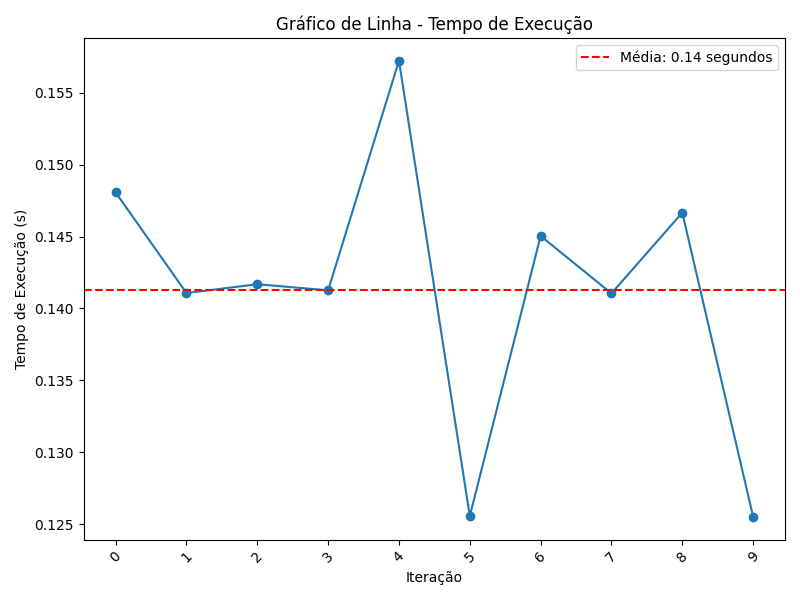 Gráfico de Linha - Tempo de Execução
Média: 0.14 segundos
Tempo de Execução (s)
0.155
0.150
0.145
0.140
0.135
0.130
0.125
0 1 2 3 4 5 6 7 8 9
Iteração